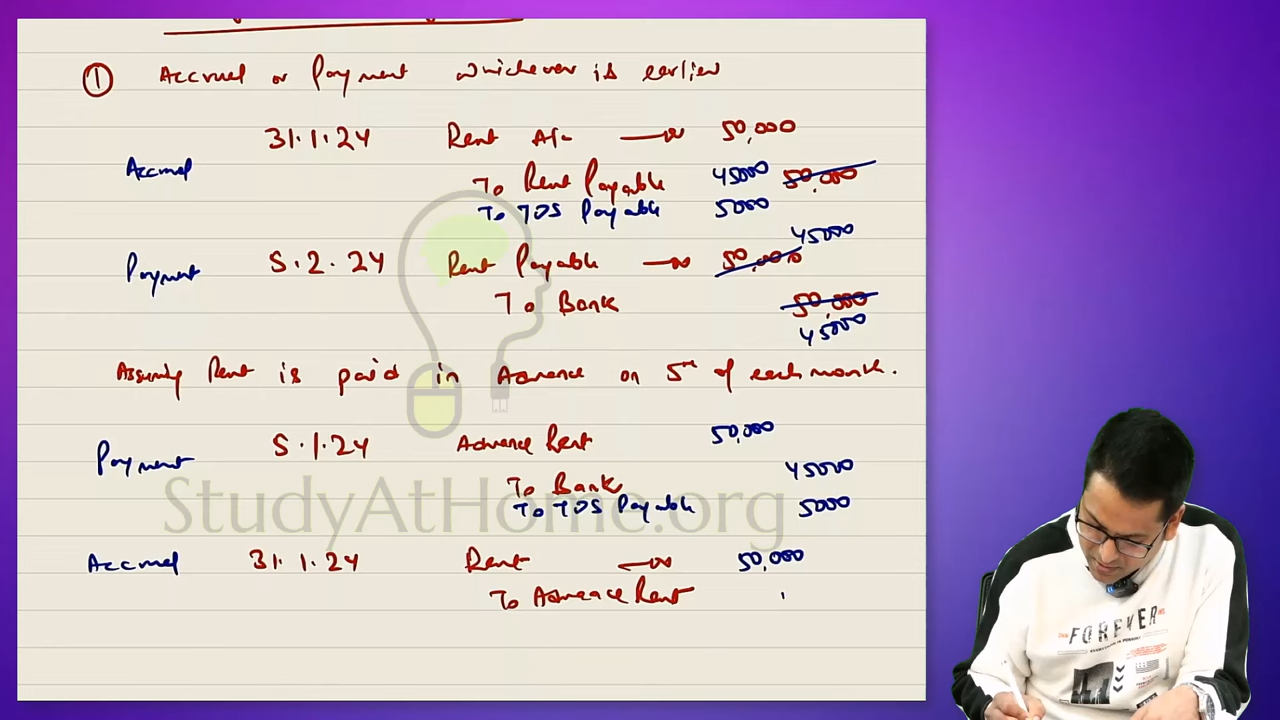 ① Accrual or Payment whichever is earlier
31.1.24 Rent A/c 50,000
Accrual
To Rent Payable 45000 50,000
To TDS Payable 5000
45000
Payment 5.2.24 Rent Payable 50,000
To Bank 50,000
45000
Assuming Rent is paid in Advance on 5th of each month.
Payment 5.1.24 Advance Rent 50,000
To Bank 45000
To TDS Payable 5000
StudyAtHome.org
Accrual 31.1.24 Rent 50,000
To Advance Rent
FOREVER